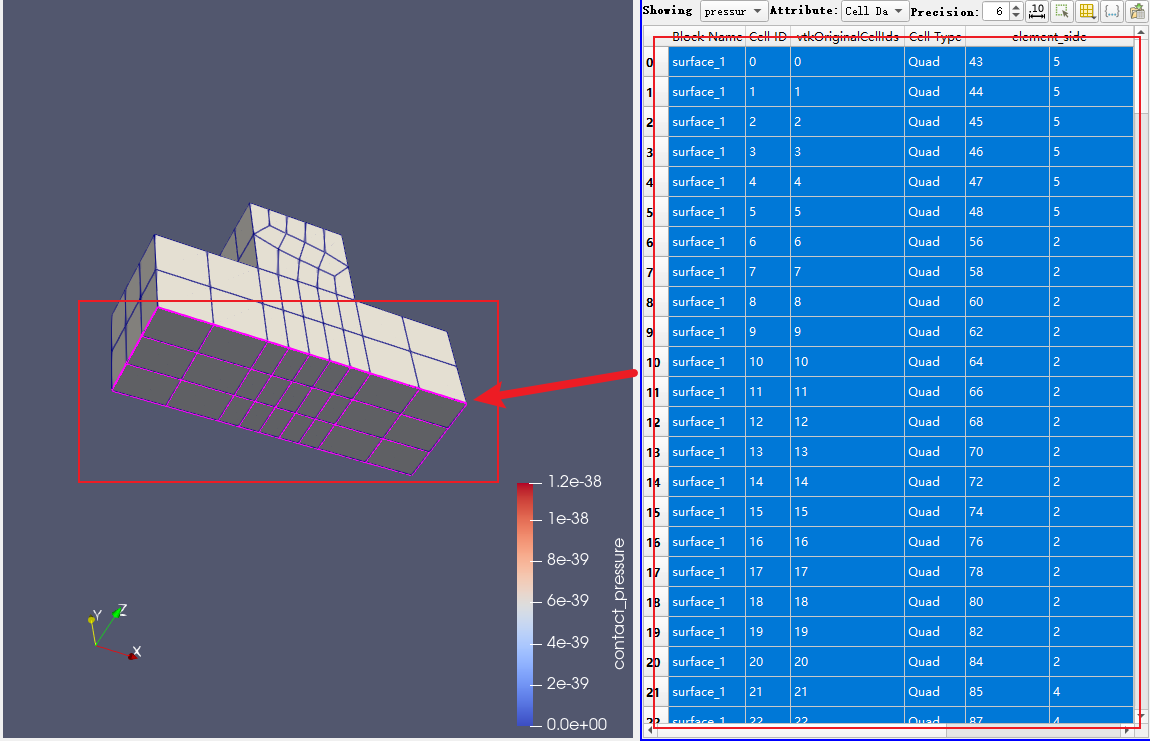 Showing pressur Attribute: Cell Da Precision: 6
Block Name Cell ID vtkOriginalCellIds Cell Type element_side
0 surface_1 0 0 Quad 43 5
1 surface_1 1 1 Quad 44 5
2 surface_1 2 2 Quad 45 5
3 surface_1 3 3 Quad 46 5
4 surface_1 4 4 Quad 47 5
5 surface_1 5 5 Quad 48 5
6 surface_1 6 6 Quad 56 2
7 surface_1 7 7 Quad 58 2
8 surface_1 8 8 Quad 60 2
9 surface_1 9 9 Quad 62 2
10 surface_1 10 10 Quad 64 2
11 surface_1 11 11 Quad 66 2
12 surface_1 12 12 Quad 68 2
13 surface_1 13 13 Quad 70 2
14 surface_1 14 14 Quad 72 2
15 surface_1 15 15 Quad 74 2
16 surface_1 16 16 Quad 76 2
17 surface_1 17 17 Quad 78 2
18 surface_1 18 18 Quad 80 2
19 surface_1 19 19 Quad 82 2
20 surface_1 20 20 Quad 84 2
21 surface_1 21 21 Quad 85 4
22 surface_1 22 22 Quad 87 4
1.2e-38
1e-38
8e-39
6e-39
4e-39
2e-39
0.0e+00
contact_pressure
Y
Z
X
.10